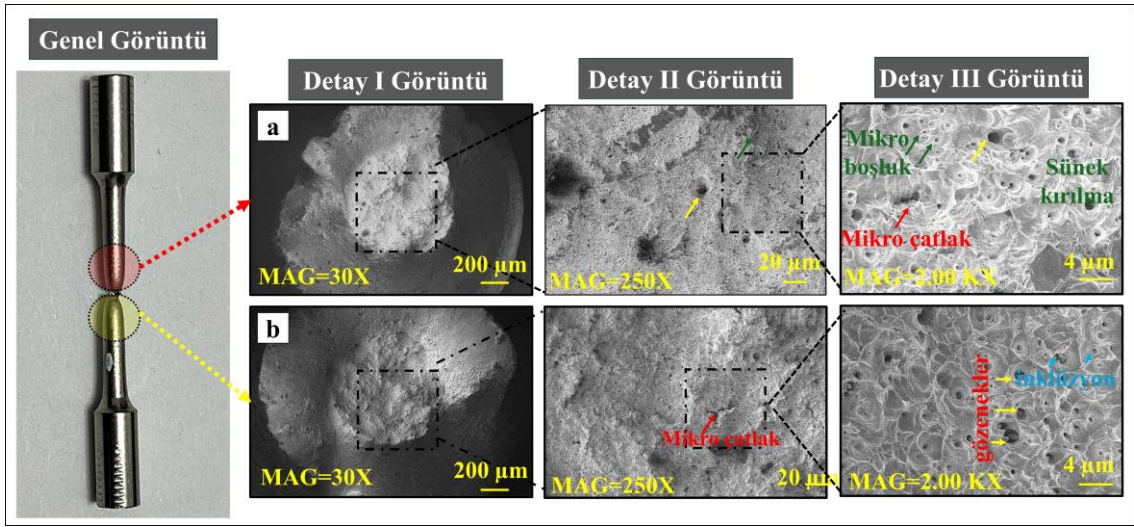 Genel Görüntü
Detay I Görüntü
Detay II Görüntü
Detay III Görüntü
a
MAG=30X
200 µm
MAG=250X
20 µm
Mikro
boşluk
Sünek
kırılma
Mikro çatlak
MAG=2.00 KX
4 µm
b
MAG=30X
200 µm
Mikro çatlak
MAG=250X
20 µm
gözenekler
inklüzyon
MAG=2.00 KX
4 µm